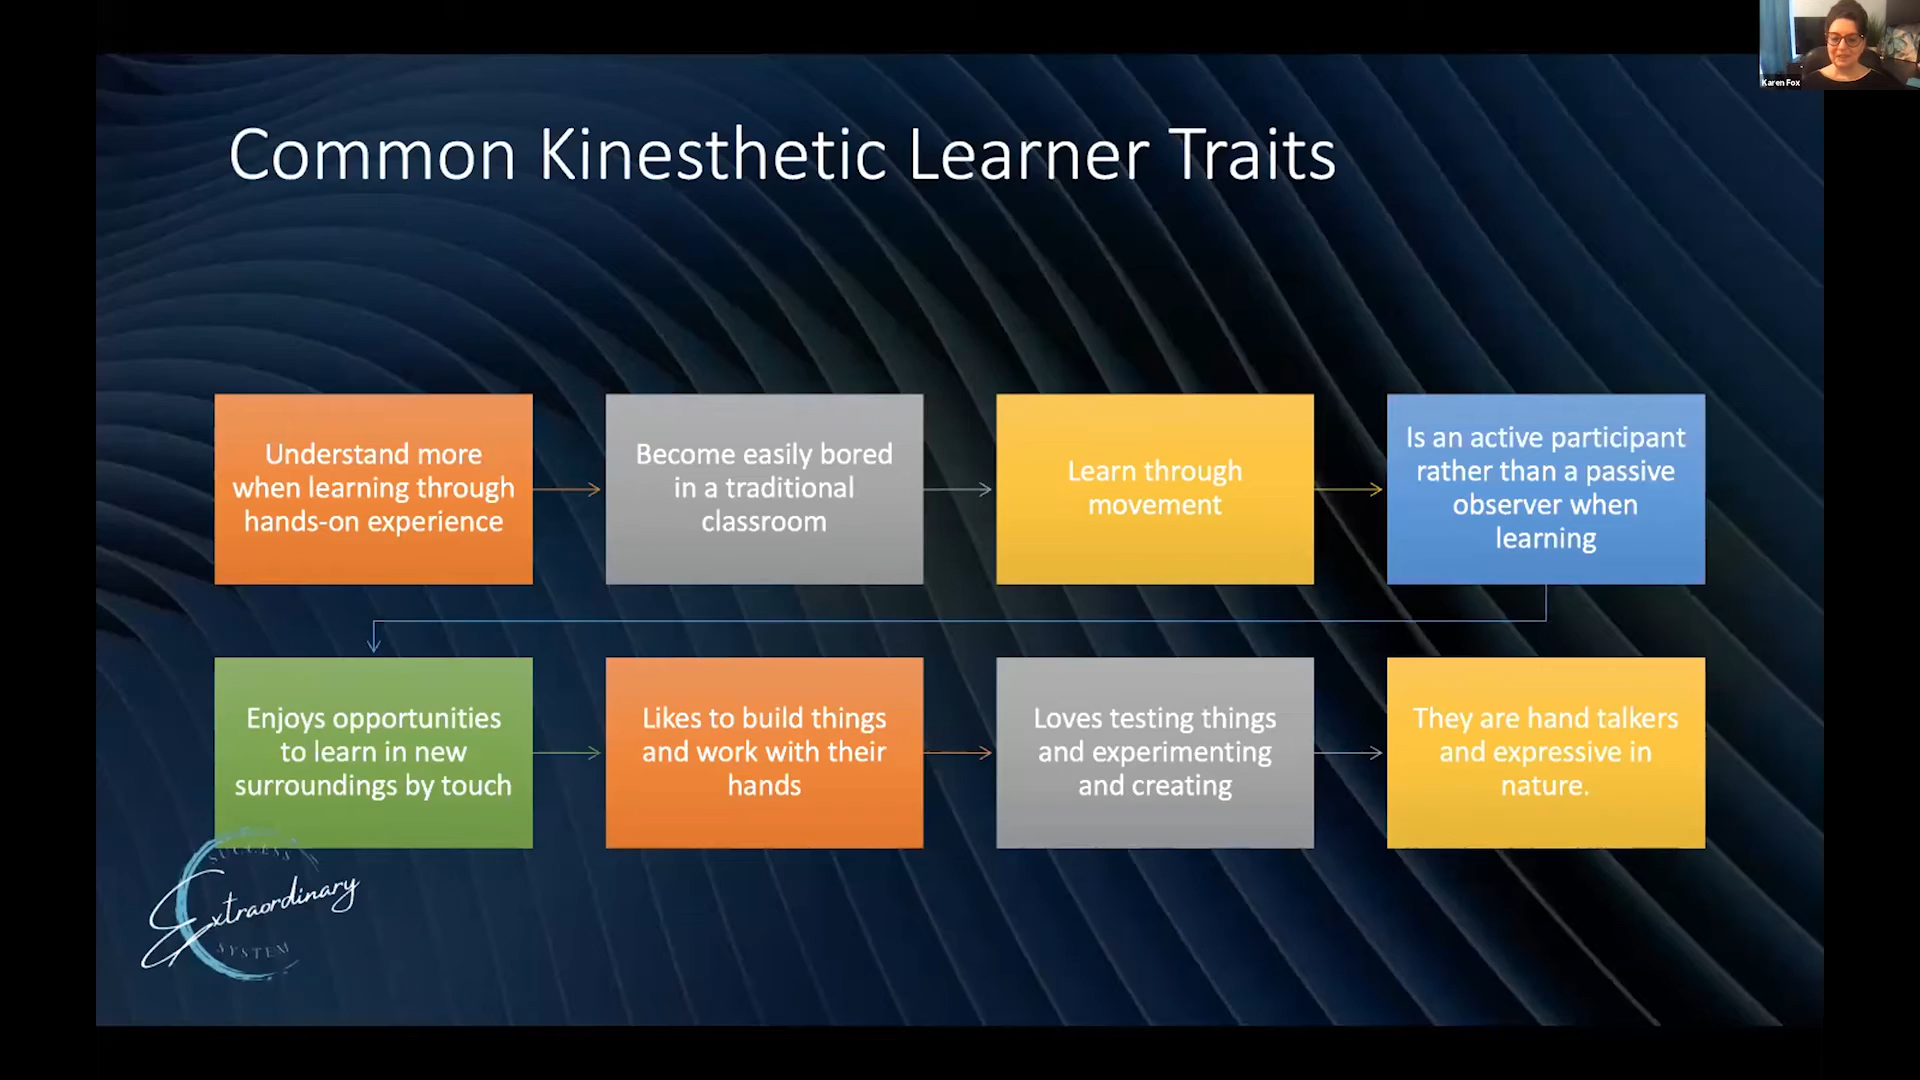 Karen Fox
Common Kinesthetic Learner Traits
Understand more
when learning through
hands-on experience
Become easily bored
in a traditional
classroom
Learn through
movement
Is an active participant
rather than a passive
observer when
learning
Enjoys opportunities
to learn in new
surroundings by touch
Likes to build things
and work with their
hands
Loves testing things
and experimenting
and creating
They are hand talkers
and expressive in
nature.
SUCCESS
Extraordinary
SYSTEM